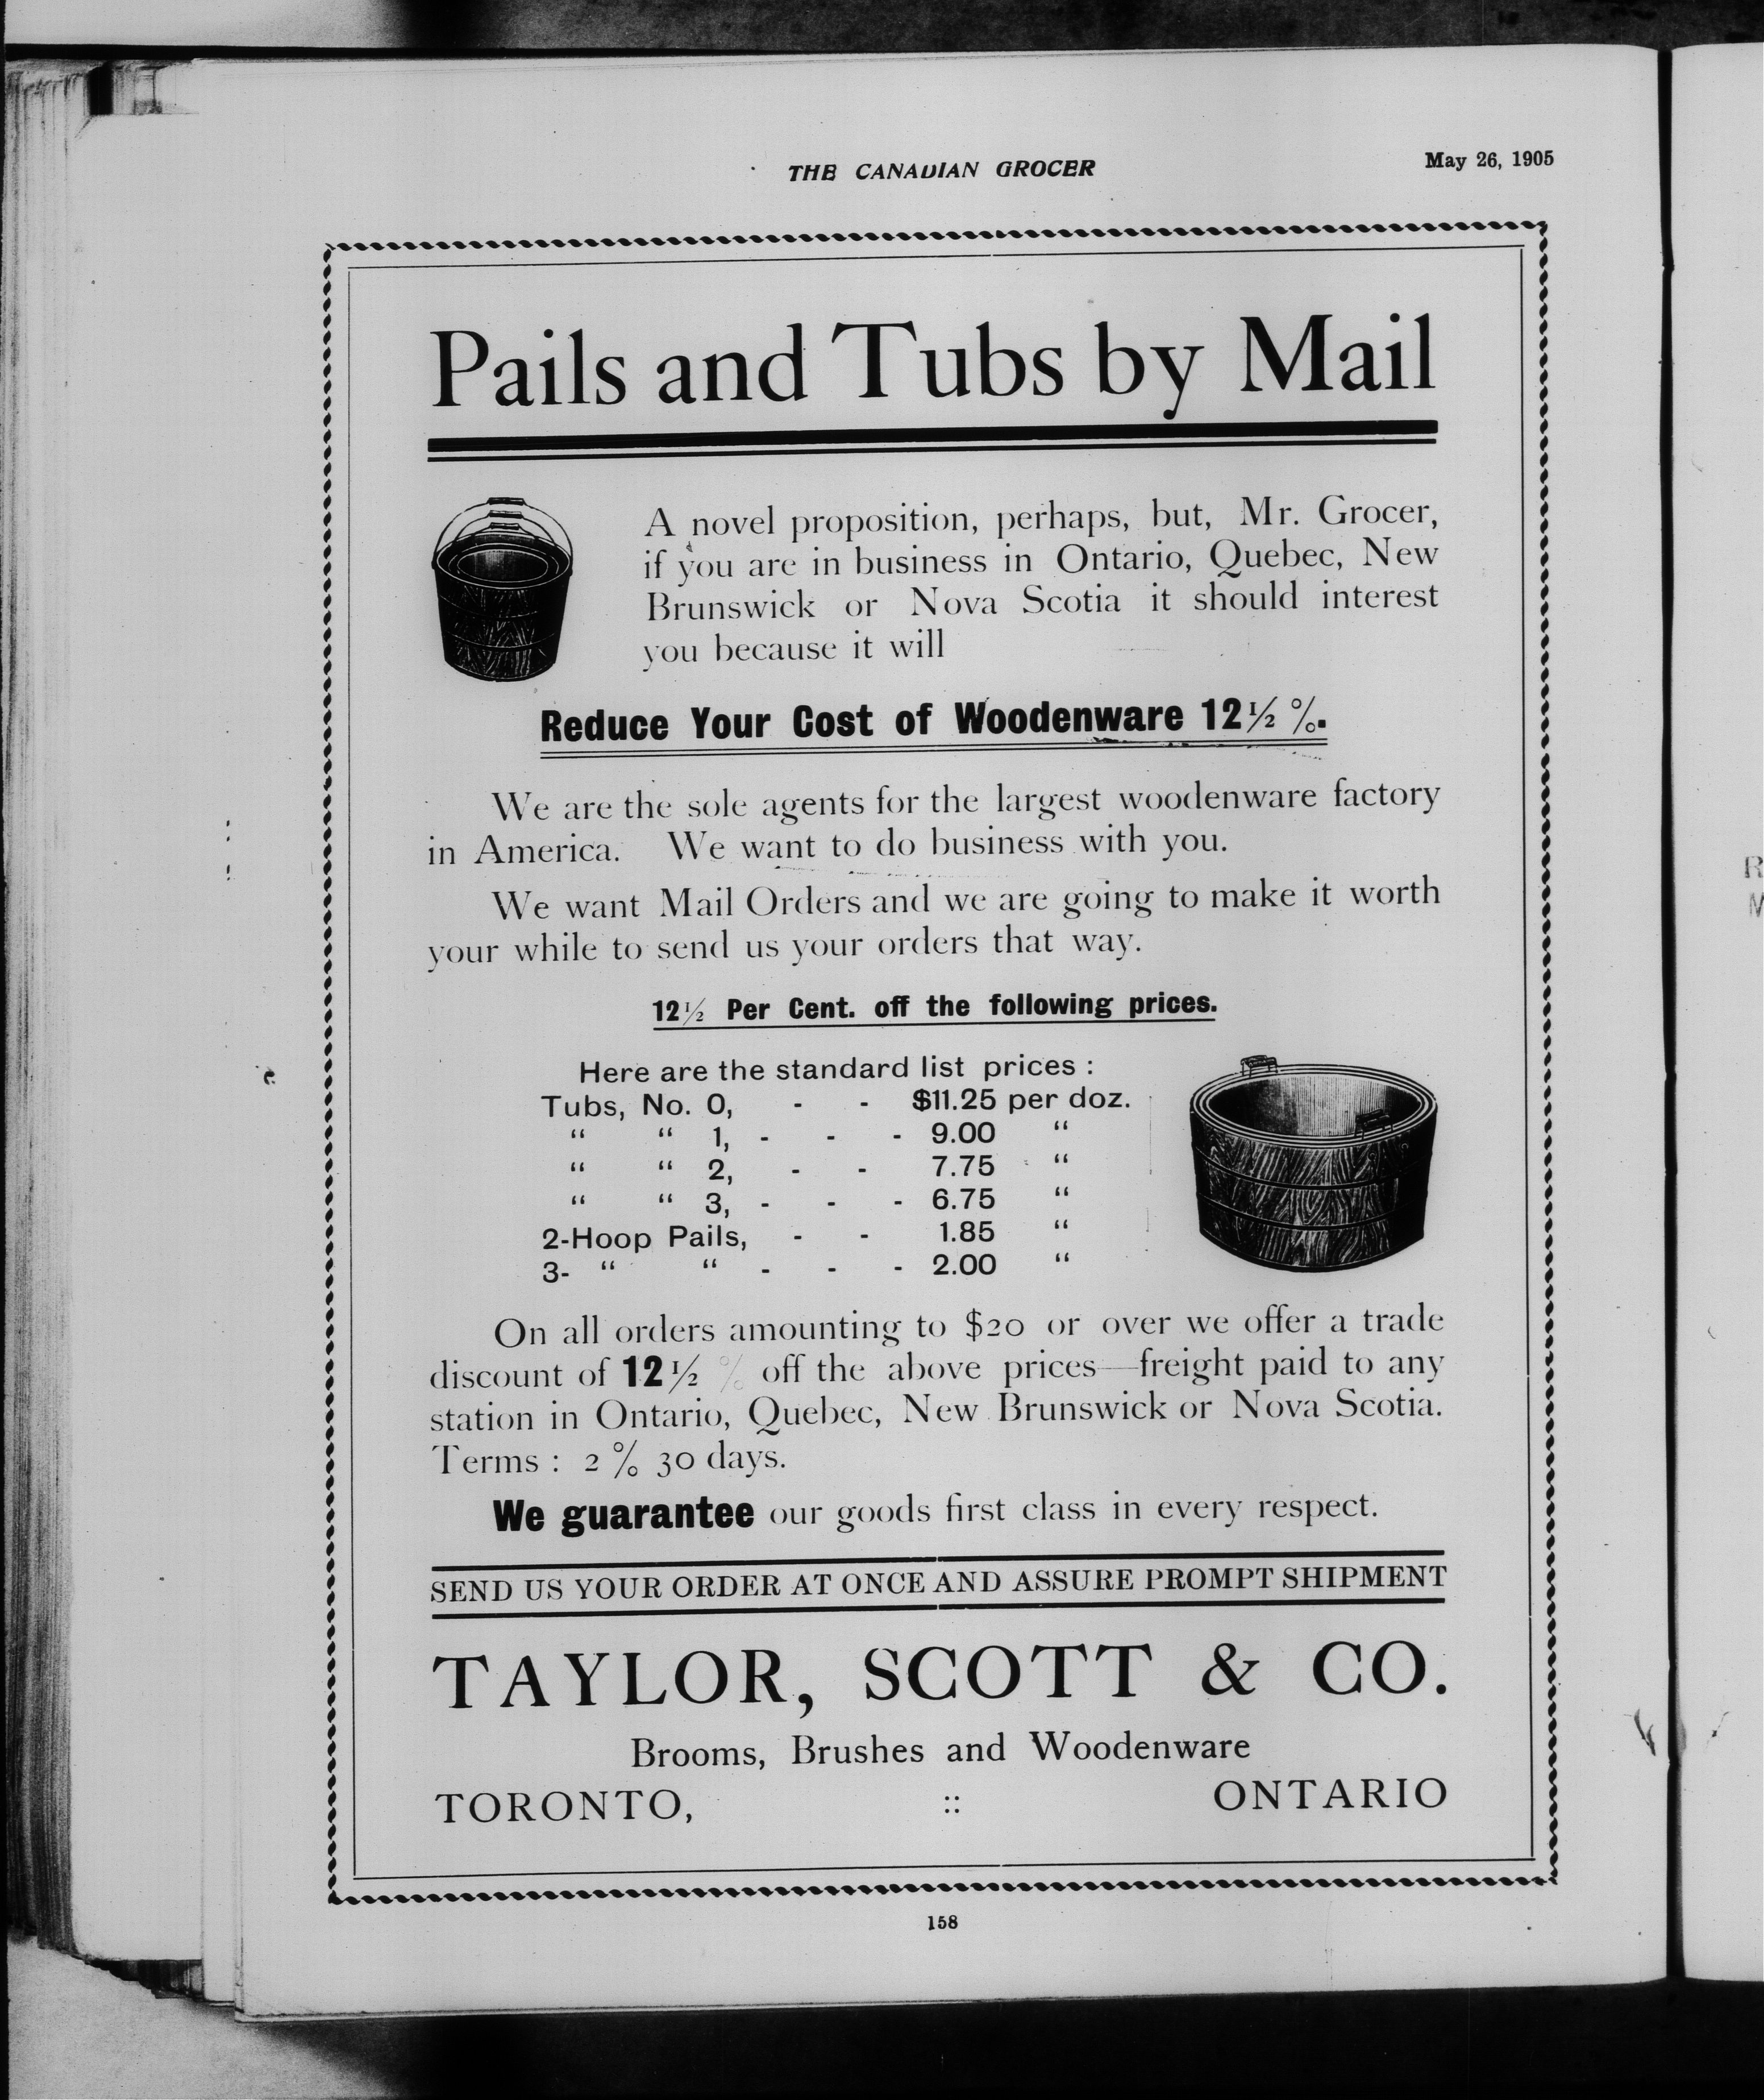 THE CANADIAN GROCER
May 26, 1905
Pails and Tubs by Mail
A novel proposition, perhaps, but, Mr. Grocer,
if you are in business in Ontario, Quebec, New
Brunswick or Nova Scotia it should interest
you because it will
Reduce Your Cost of Woodenware 12½ %.
We are the sole agents for the largest woodenware factory
in America. We want to do business with you.
We want Mail Orders and we are going to make it worth
your while to send us your orders that way.
12½ Per Cent. off the following prices.
Here are the standard list prices :
Tubs, No. 0, - - $11.25 per doz.
“ “ 1, - - - 9.00 “
“ “ 2, - - 7.75 “
“ “ 3, - - - 6.75 “
2-Hoop Pails, - - 1.85 “
3- “ “ - - - 2.00 “
On all orders amounting to $20 or over we offer a trade
discount of 12½ % off the above prices—freight paid to any
station in Ontario, Quebec, New Brunswick or Nova Scotia.
Terms : 2 % 30 days.
We guarantee our goods first class in every respect.
SEND US YOUR ORDER AT ONCE AND ASSURE PROMPT SHIPMENT
TAYLOR, SCOTT & CO.
Brooms, Brushes and Woodenware
TORONTO, :: ONTARIO
158